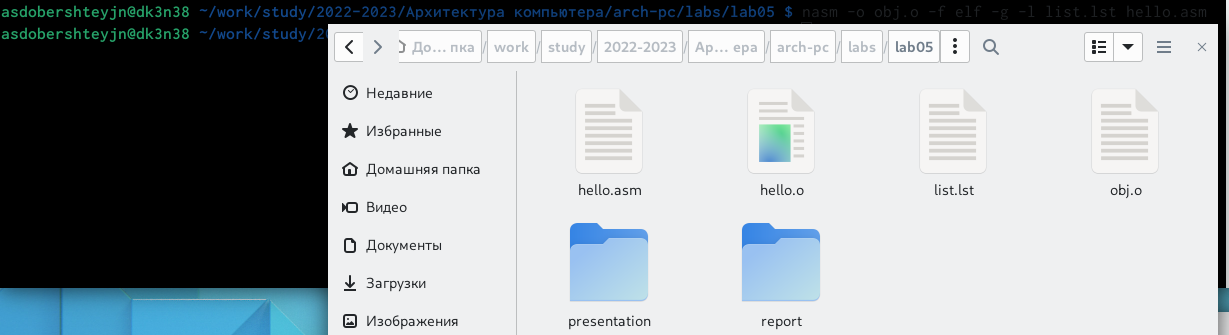 asdobershteyjn@dk3n38 ~/work/study/2022-2023/Архитектура компьютера/arch-pc/labs/lab05 $ nasm -o obj.o -f elf -g -l list.lst hello.asm
asdobershteyjn@dk3n38 ~/work/study/20
До… пка / work / study / 2022-2023 / Ар… ера / arch-pc / labs / lab05
Недавние
Избранные
Домашняя папка
Видео
Документы
Загрузки
Изображения
hello.asm hello.o list.lst obj.o
presentation report